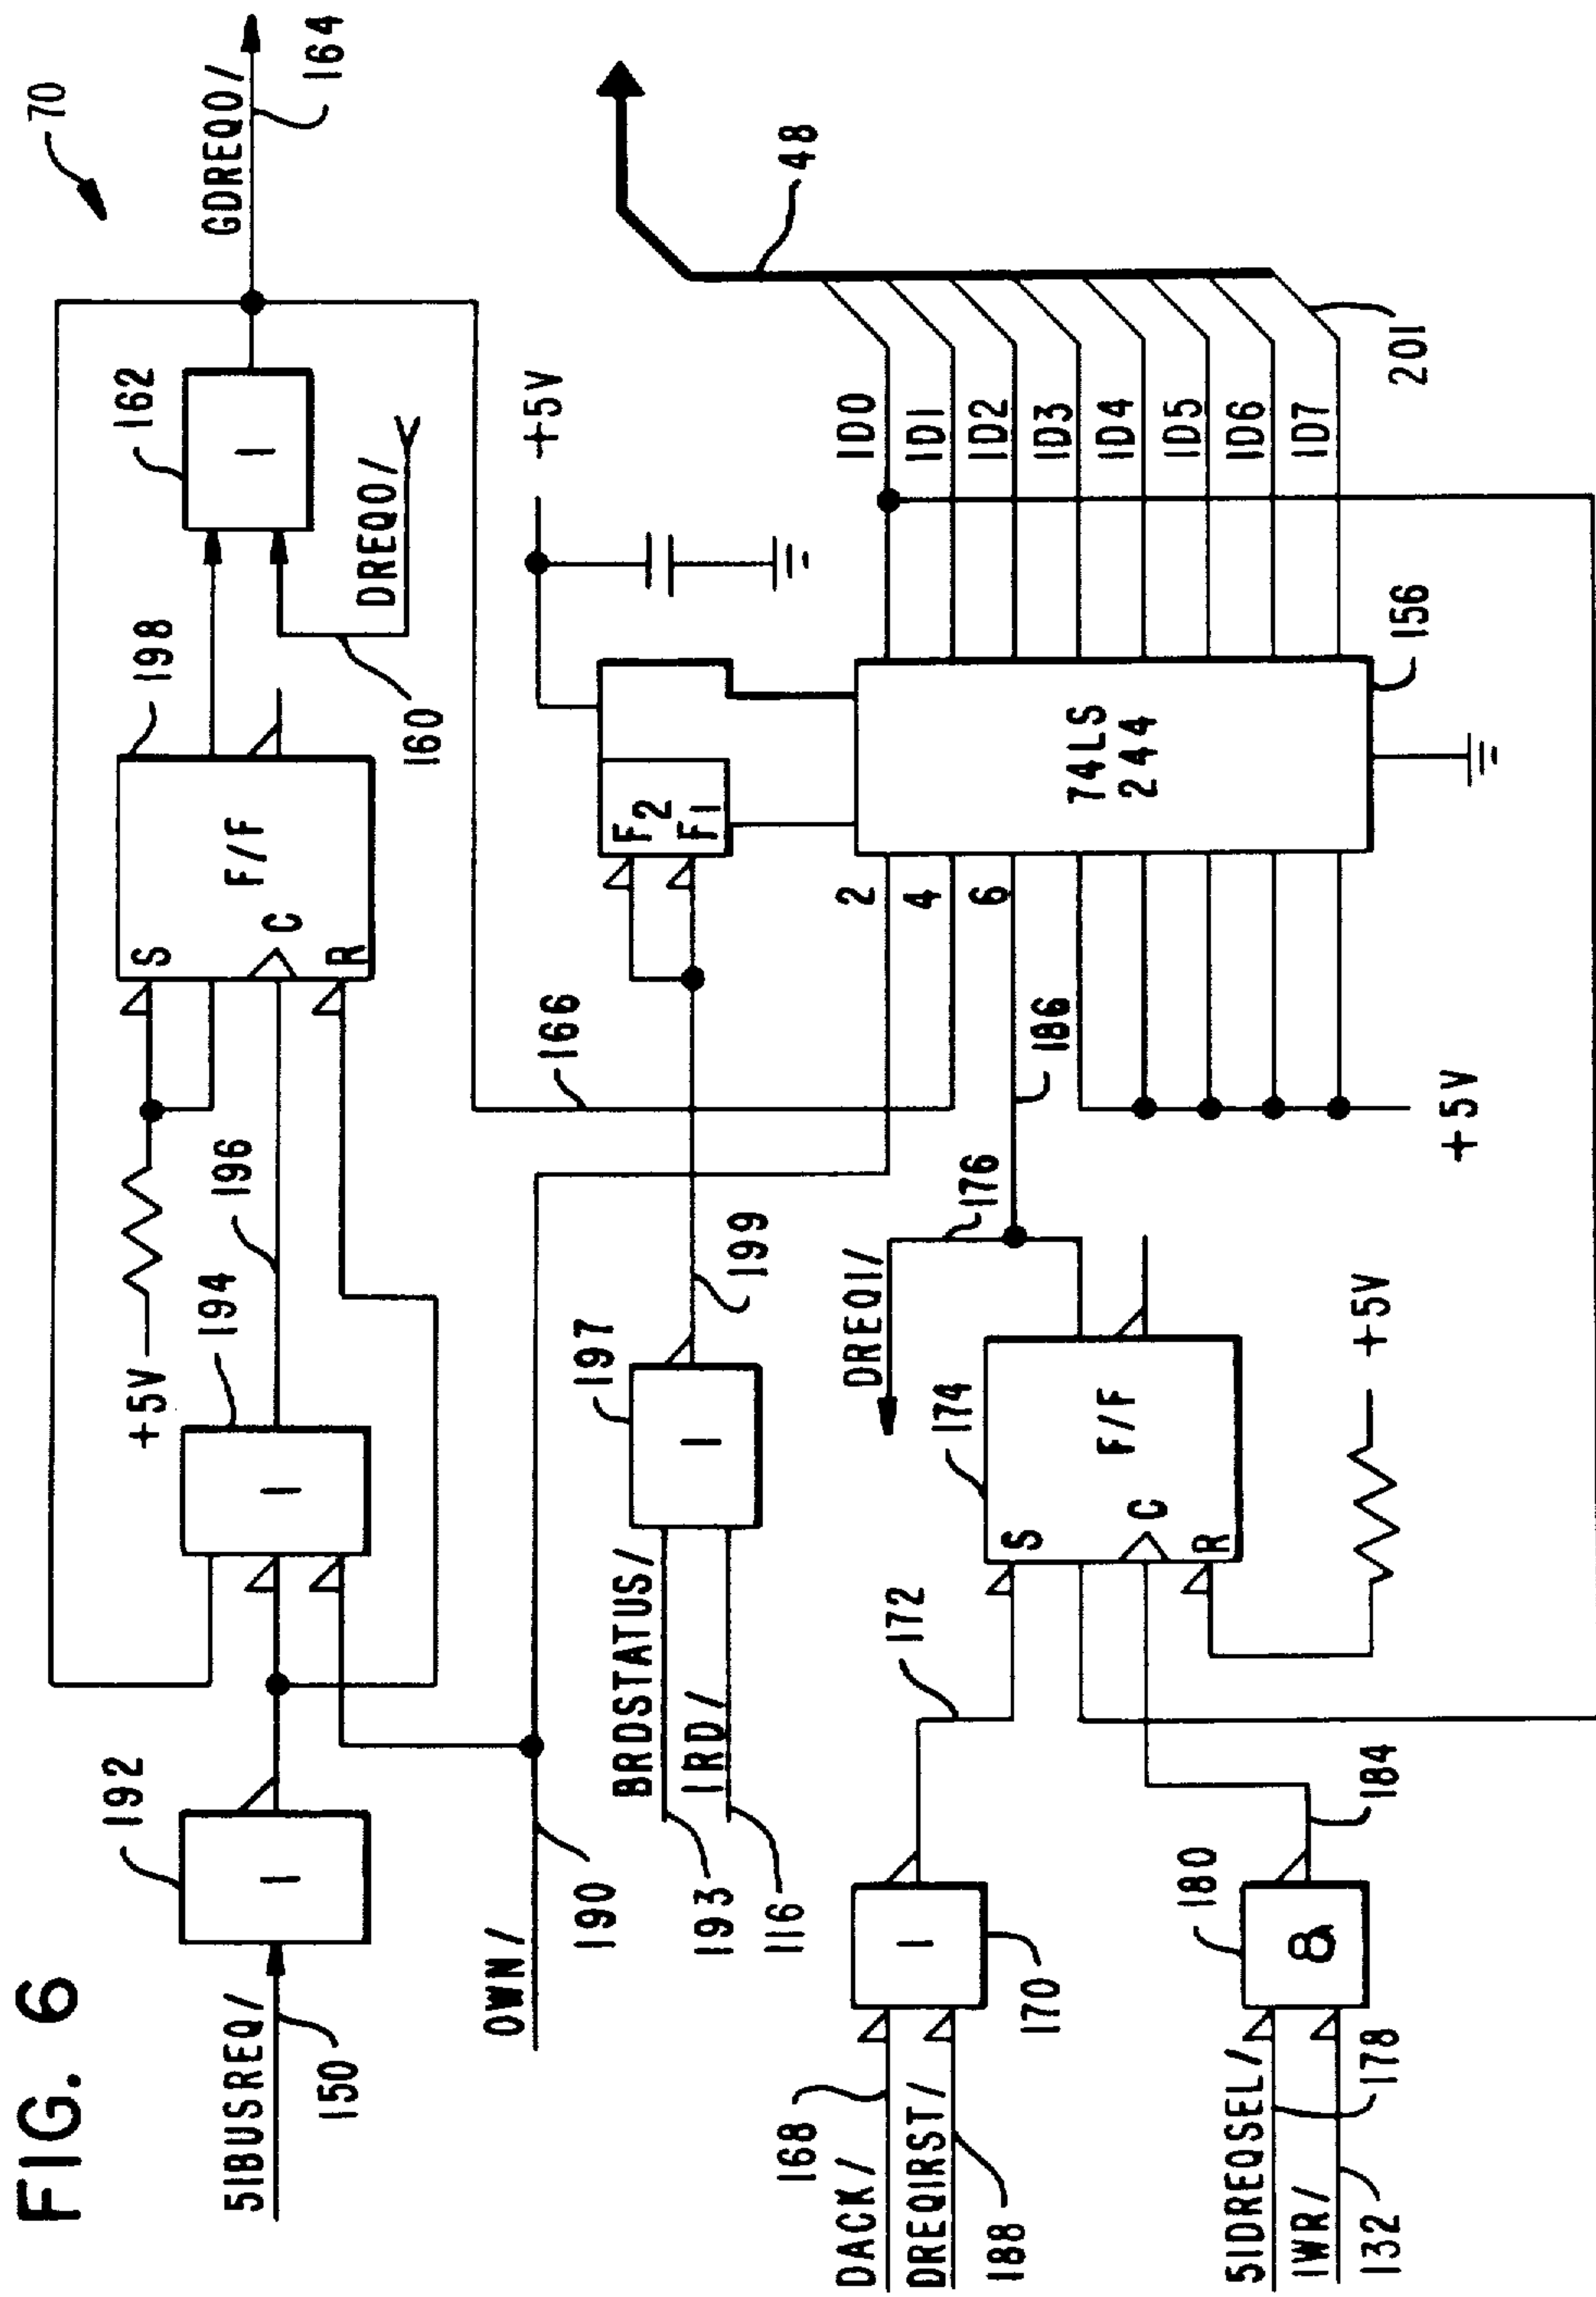 FIG. 6
70
51BUSREQ/
150
192
1
194
1
196
+5V
S
C
R
F/F
198
162
1
GDREQ0/
164
DREQ0/
160
OWN/
190
166
BRDSTATUS/
193
IRD/
116
197
1
199
F2
F1
+5V
2
4
6
74LS
244
156
ID0
ID1
ID2
ID3
ID4
ID5
ID6
ID7
48
201
186
+5V
DACK/
168
DREQ1RST/
188
1
170
172
DREQ1/
176
174
S
C
R
F/F
+5V
51DREQSEL/
178
IWR/
132
180
&
184